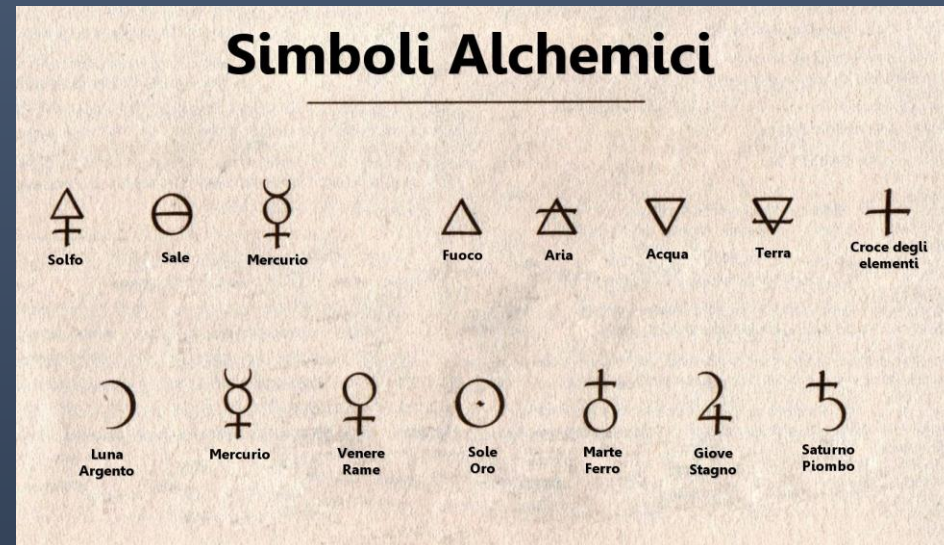 Simboli Alchemici
Solfo
Sale
Mercurio
Fuoco
Aria
Acqua
Terra
Croce degli
elementi
Luna
Argento
Mercurio
Venere
Rame
Sole
Oro
Marte
Ferro
Giove
Stagno
Saturno
Piombo